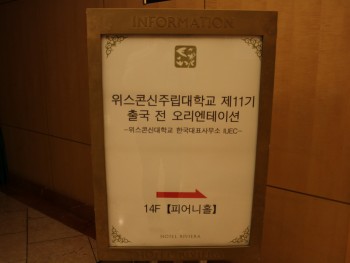 INFORMATION
위스콘신주립대학교 제11기
출국 전 오리엔테이션
-위스콘신대학교 한국대표사무소 IUEC-
14F【피어니홀】
HOTEL RIVIERA